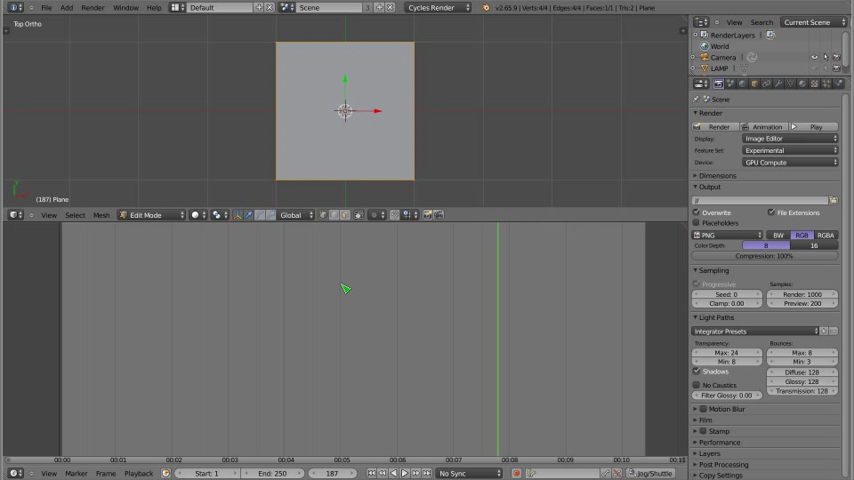 File Add Render Window Help Default Scene 3 Cycles Render v2.65.9 | Verts:4/4 | Edges:4/4 | Faces:1/1 | Tris:2 | Plane
Top Ortho
(187) Plane
View Select Mesh Edit Mode Global
View Search Current Scene
RenderLayers
World
Camera
LAMP
Scene
Render
Render Animation Play
Display: Image Editor
Feature Set: Experimental
Device: GPU Compute
Dimensions
Output
//
Overwrite File Extensions
Placeholders
PNG BW RGB RGBA
Color Depth: 8 16
Compression: 100%
Sampling
Progressive Samples:
Seed: 0 Render: 1000
Clamp: 0.00 Preview: 200
Light Paths
Integrator Presets
Transparency: Bounces:
Max: 24 Max: 8
Min: 8 Min: 3
Shadows Diffuse: 128
No Caustics Glossy: 128
Filter Glossy: 0.00 Transmission: 128
Motion Blur
Film
Stamp
Performance
Layers
Post Processing
Copy Settings
00:00 00:01 00:02 00:03 00:04 00:05 00:06 00:07 00:08 00:09 00:10
View Marker Frame Playback Start: 1 End: 250 187 No Sync Jog/Shuttle